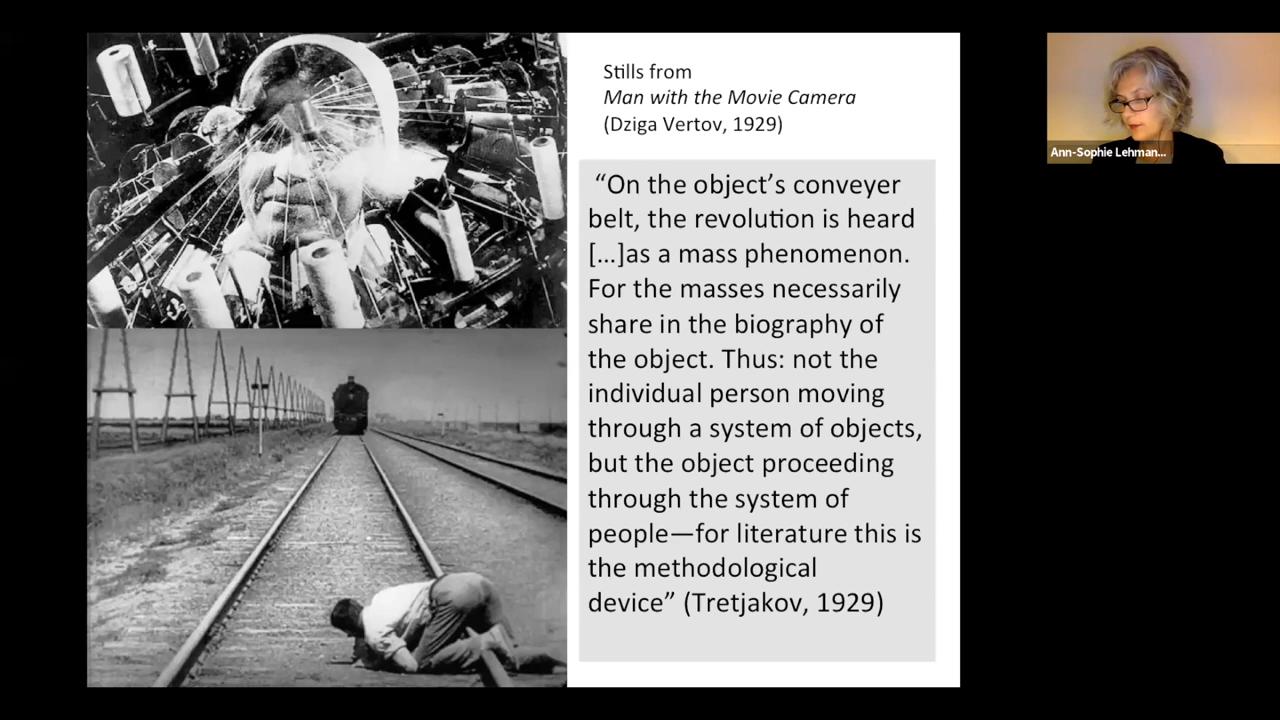 Stills from
Man with the Movie Camera
(Dziga Vertov, 1929)
“On the object’s conveyer
belt, the revolution is heard
[…]as a mass phenomenon.
For the masses necessarily
share in the biography of
the object. Thus: not the
individual person moving
through a system of objects,
but the object proceeding
through the system of
people—for literature this is
the methodological
device” (Tretjakov, 1929)
Ann-Sophie Lehman...